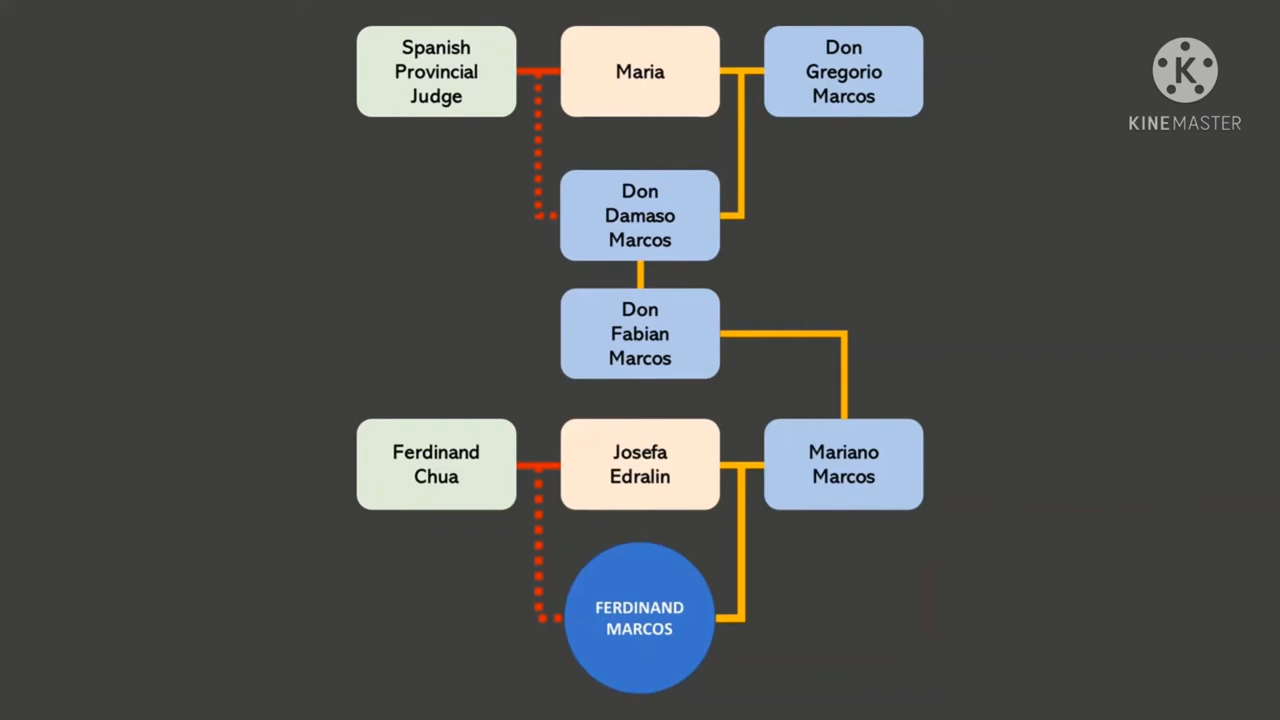 Spanish
Provincial
Judge
Maria
Don
Gregorio
Marcos
K
KINEMASTER
Don
Damaso
Marcos
Don
Fabian
Marcos
Ferdinand
Chua
Josefa
Edralin
Mariano
Marcos
FERDINAND
MARCOS